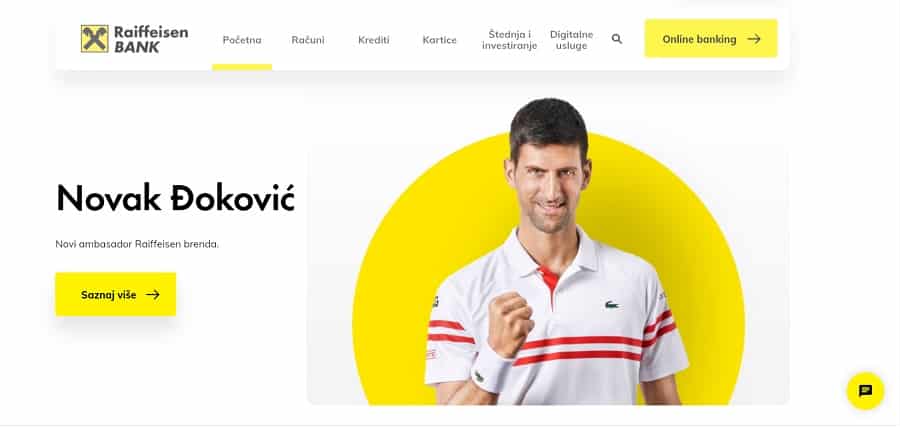 Raiffeisen
BANK
Početna
Računi
Krediti
Kartice
Štednja i
investiranje
Digitalne
usluge
Online banking
Novak Đoković
Novi ambasador Raiffeisen brenda.
Saznaj više